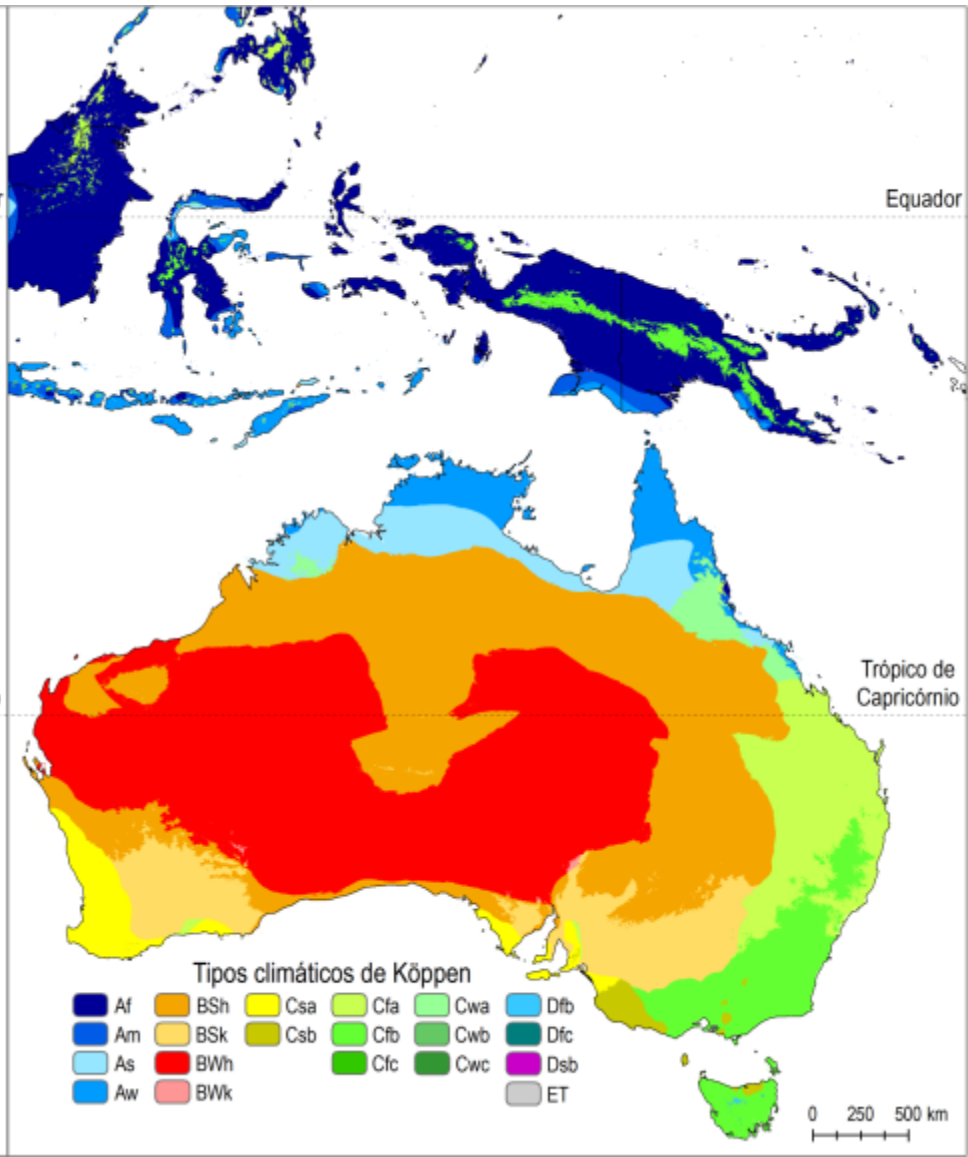 Equador
Trópico de
Capricórnio
Tipos climáticos de Köppen
Af BSh Csa Cfa Cwa Dfb
Am BSk Csb Cfb Cwb Dfc
As BWh Cfc Cwc Dsb
Aw BWk ET
0 250 500 km